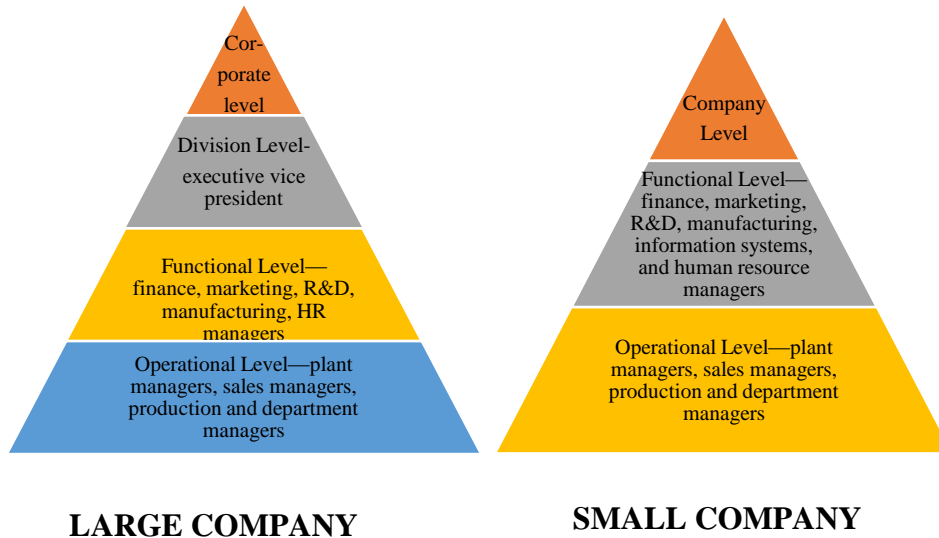 Cor-
porate
level
Division Level-
executive vice
president
Functional Level—
finance, marketing, R&D,
manufacturing, HR
managers
Operational Level—plant
managers, sales managers,
production and department
managers
LARGE COMPANY
Company
Level
Functional Level—
finance, marketing,
R&D, manufacturing,
information systems,
and human resource
managers
Operational Level—plant
managers, sales managers,
production and department
managers
SMALL COMPANY